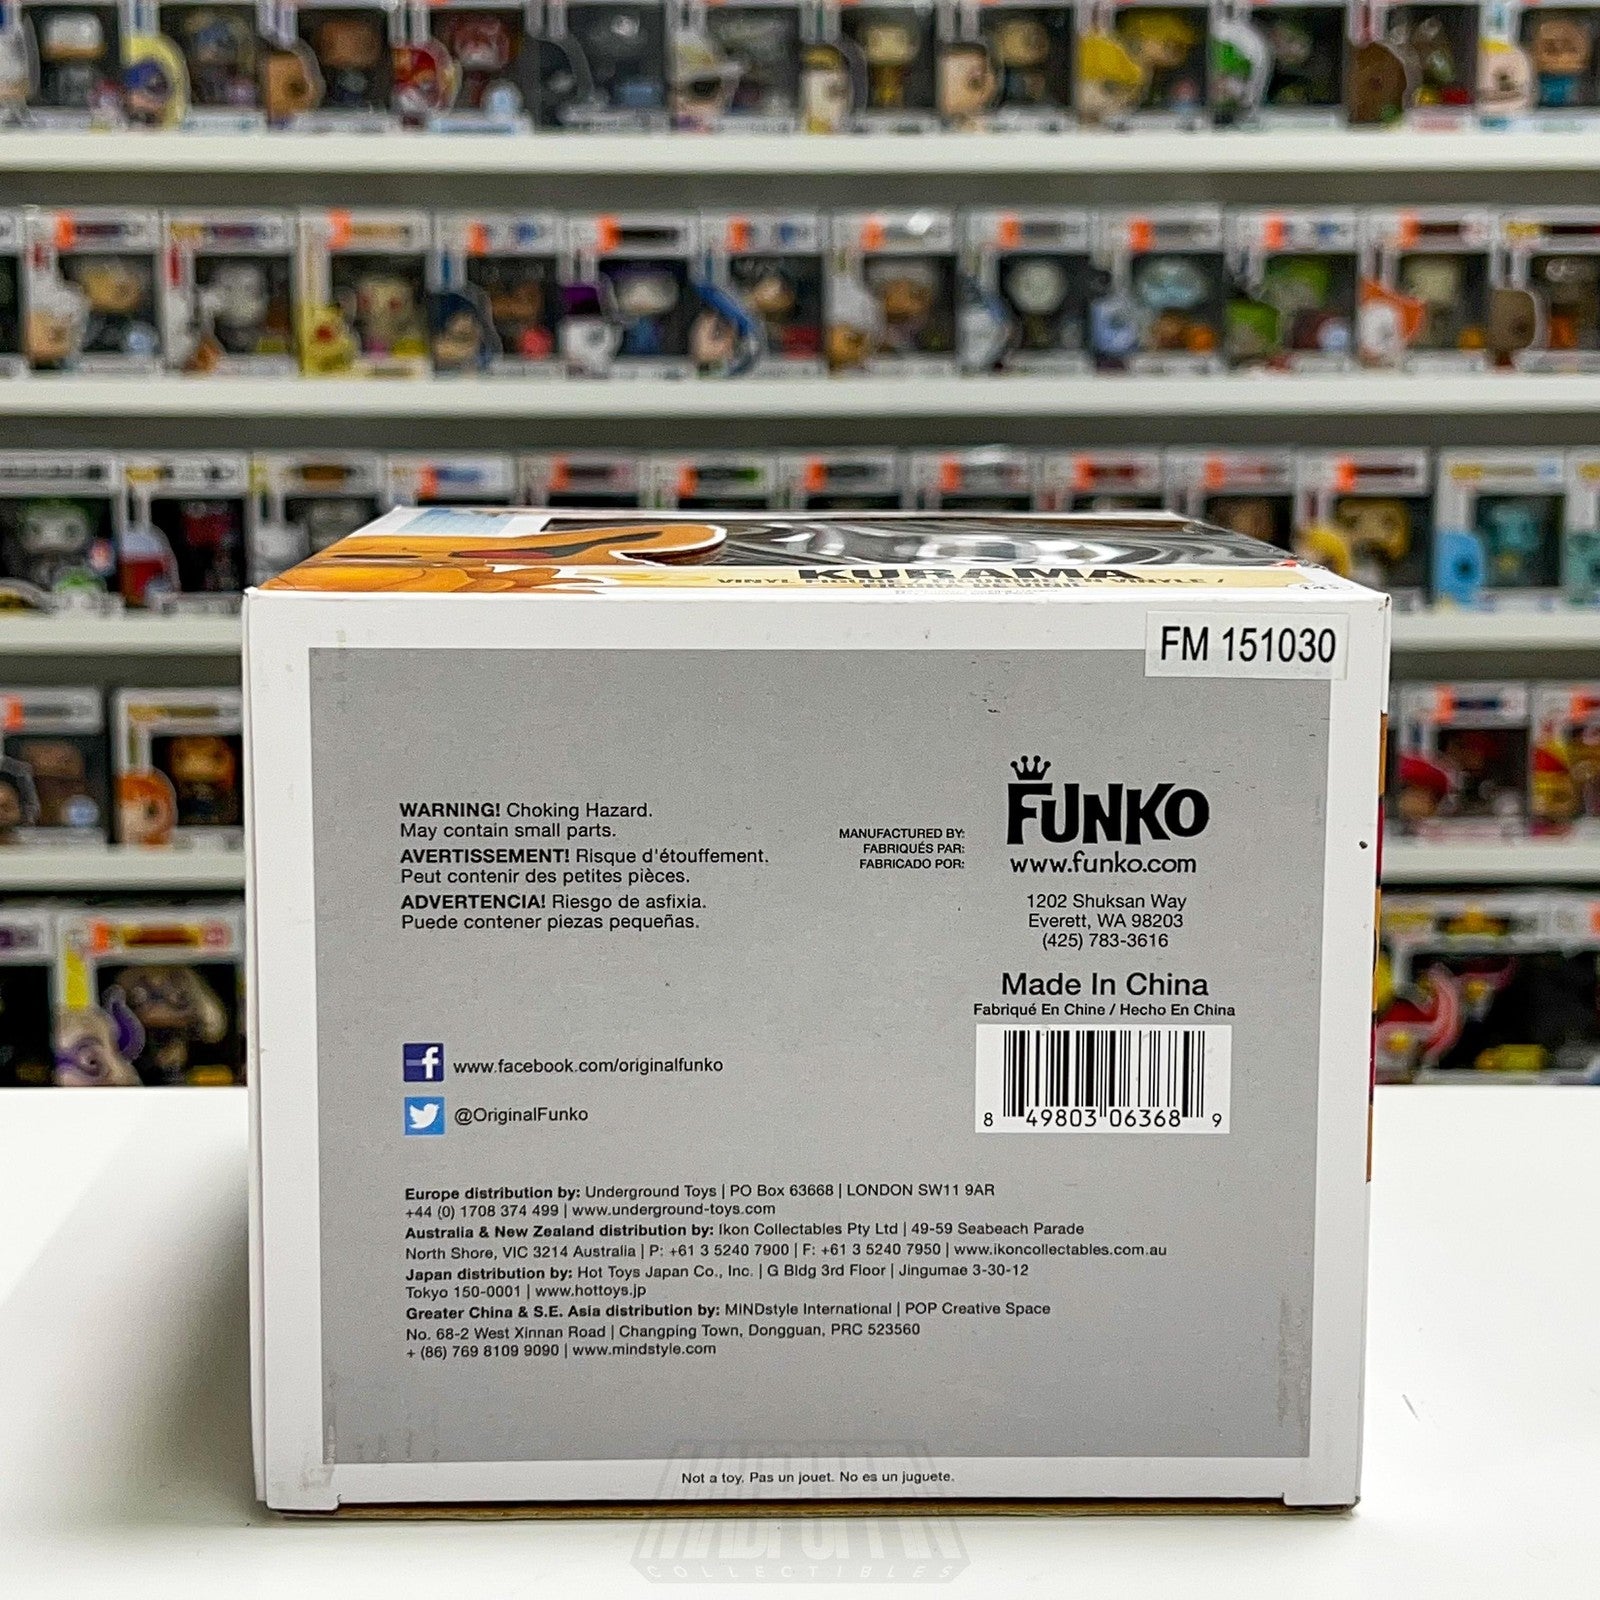 KURAMA
VINYL FIGURE / FIGURINE EN VINYLE /
FM 151030
WARNING! Choking Hazard.
May contain small parts.
AVERTISSEMENT! Risque d'étouffement.
Peut contenir des petites pièces.
ADVERTENCIA! Riesgo de asfixia.
Puede contener piezas pequeñas.
MANUFACTURED BY:
FABRIQUÉS PAR:
FABRICADO POR:
FUNKO
www.funko.com
1202 Shuksan Way
Everett, WA 98203
(425) 783-3616
Made In China
Fabriqué En Chine / Hecho En China
8 49803 06368 9
www.facebook.com/originalfunko
@OriginalFunko
Europe distribution by: Underground Toys | PO Box 63668 | LONDON SW11 9AR
+44 (0) 1708 374 499 | www.underground-toys.com
Australia & New Zealand distribution by: Ikon Collectables Pty Ltd | 49-59 Seabeach Parade
North Shore, VIC 3214 Australia | P: +61 3 5240 7900 | F: +61 3 5240 7950 | www.ikoncollectables.com.au
Japan distribution by: Hot Toys Japan Co., Inc. | G Bldg 3rd Floor | Jingumae 3-30-12
Tokyo 150-0001 | www.hottoys.jp
Greater China & S.E. Asia distribution by: MINDstyle International | POP Creative Space
No. 68-2 West Xinnan Road | Changping Town, Dongguan, PRC 523560
+ (86) 769 8109 9090 | www.mindstyle.com
Not a toy. Pas un jouet. No es un juguete.
COLLECTIBLES